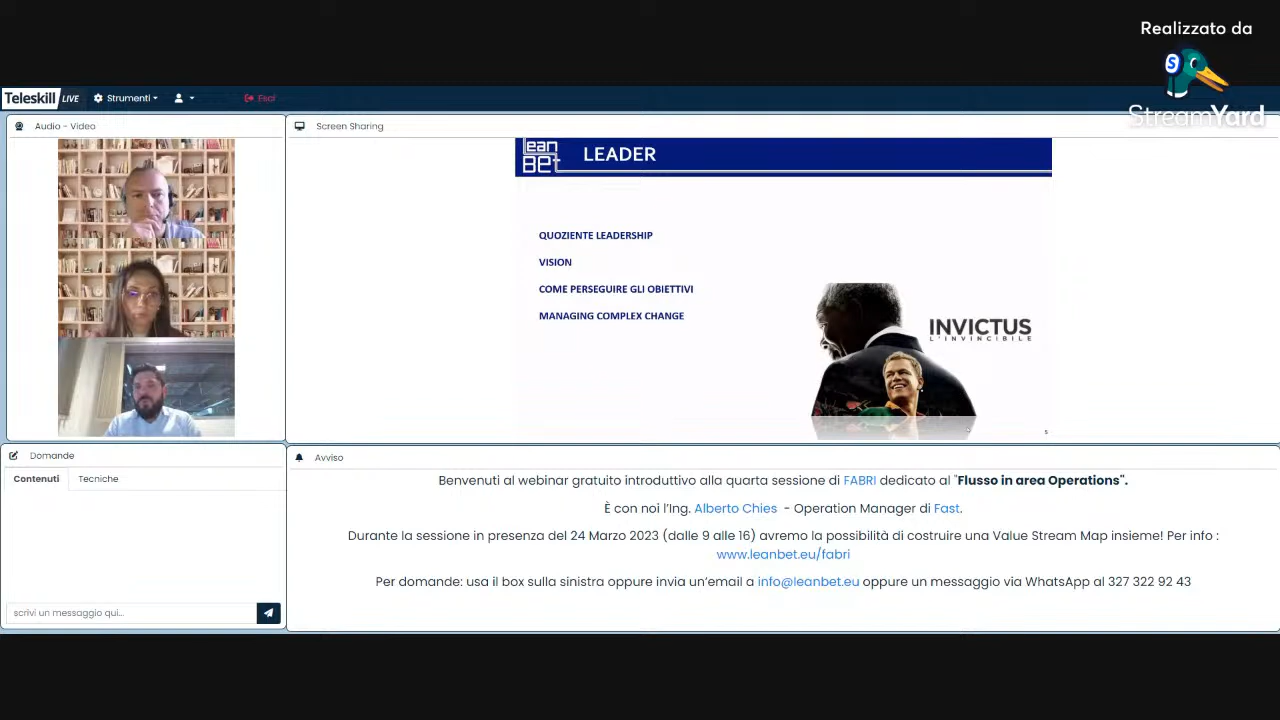 Realizzato da
StreamYard
Teleskill LIVE
Strumenti
Esci
Audio - Video
Screen Sharing
lean BET
LEADER
QUOZIENTE LEADERSHIP
VISION
COME PERSEGUIRE GLI OBIETTIVI
MANAGING COMPLEX CHANGE
INVICTUS
L'INVINCIBILE
5
Domande
Contenuti
Tecniche
scrivi un messaggio qui...
Avviso
Benvenuti al webinar gratuito introduttivo alla quarta sessione di FABRI dedicato al "Flusso in area Operations".
È con noi l'Ing. Alberto Chies - Operation Manager di Fast.
Durante la sessione in presenza del 24 Marzo 2023 (dalle 9 alle 16) avremo la possibilità di costruire una Value Stream Map insieme! Per info :
www.leanbet.eu/fabri
Per domande: usa il box sulla sinistra oppure invia un'email a info@leanbet.eu oppure un messaggio via WhatsApp al 327 322 92 43